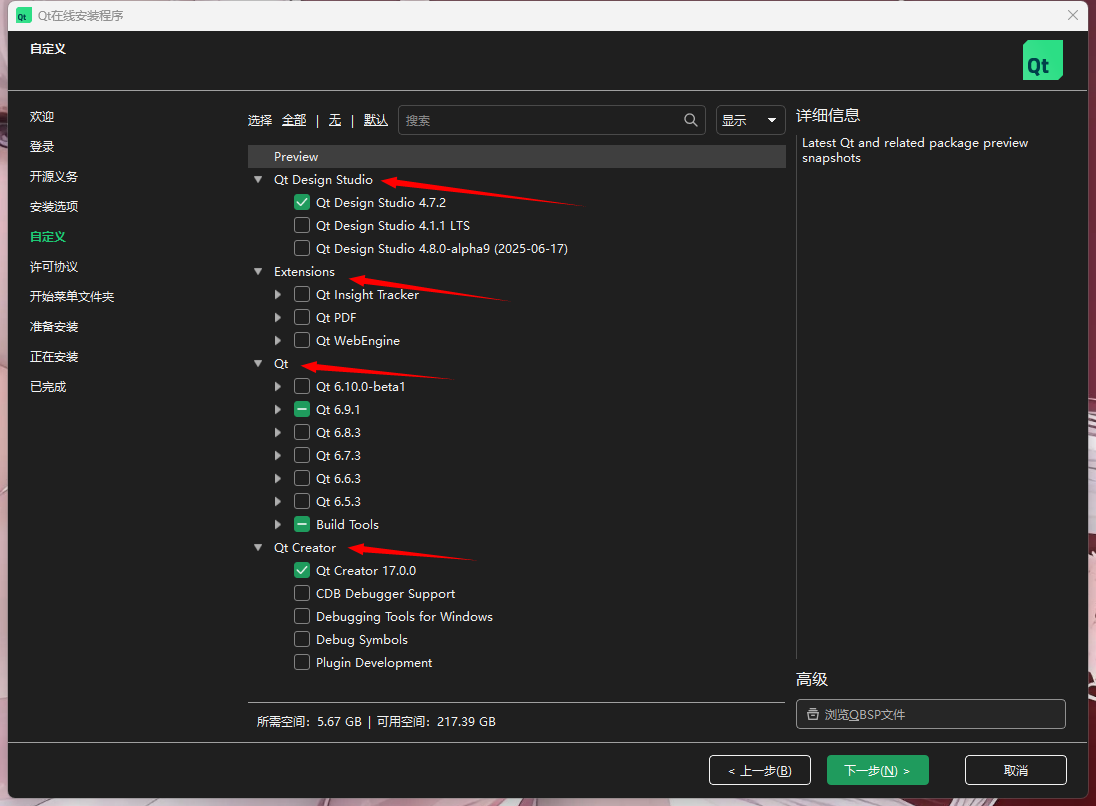 Qt Qt在线安装程序
自定义
Qt
欢迎
登录
开源义务
安装选项
自定义
许可协议
开始菜单文件夹
准备安装
正在安装
已完成
选择 全部 | 无 | 默认 搜索 显示
Preview
Qt Design Studio
Qt Design Studio 4.7.2
Qt Design Studio 4.1.1 LTS
Qt Design Studio 4.8.0-alpha9 (2025-06-17)
Extensions
Qt Insight Tracker
Qt PDF
Qt WebEngine
Qt
Qt 6.10.0-beta1
Qt 6.9.1
Qt 6.8.3
Qt 6.7.3
Qt 6.6.3
Qt 6.5.3
Build Tools
Qt Creator
Qt Creator 17.0.0
CDB Debugger Support
Debugging Tools for Windows
Debug Symbols
Plugin Development
所需空间: 5.67 GB | 可用空间: 217.39 GB
详细信息
Latest Qt and related package preview
snapshots
高级
浏览QBSP文件
< 上一步(B) 下一步(N) > 取消